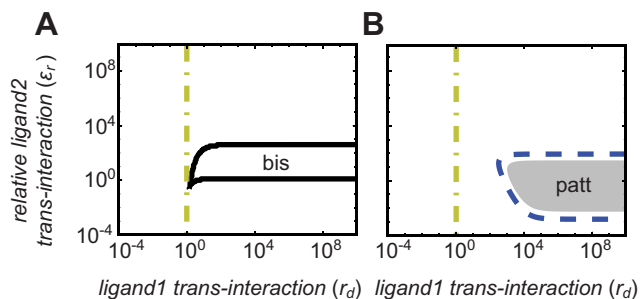 A
B
relative ligand2
trans-interaction (εr)
10^8
10^4
10^0
10^-4
bis
patt
10^-4 10^0 10^4 10^8
10^-4 10^0 10^4 10^8
ligand1 trans-interaction (rd)
ligand1 trans-interaction (rd)